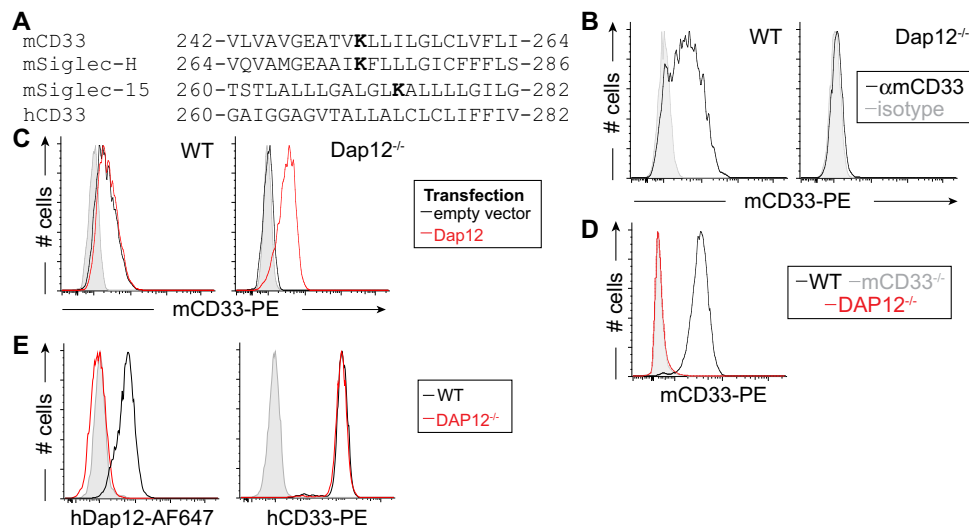 A
mCD33 242-VLVAVGEATVKLLILGLCLVFLI-264
mSiglec-H 264-VQVAMGEAAIKFLLLGICFFFLS-286
mSiglec-15 260-TSTLALLLGALGLKALLLLGILG-282
hCD33 260-GAIGGAGVTALLALCLCLIFFIV-282
B
WT
Dap12-/-
# cells
–αmCD33
–isotype
mCD33-PE
C
WT
Dap12-/-
# cells
Transfection
–empty vector
–Dap12
mCD33-PE
D
# cells
–WT –mCD33-/-
–DAP12-/-
mCD33-PE
E
# cells
–WT
–DAP12-/-
hDap12-AF647
hCD33-PE